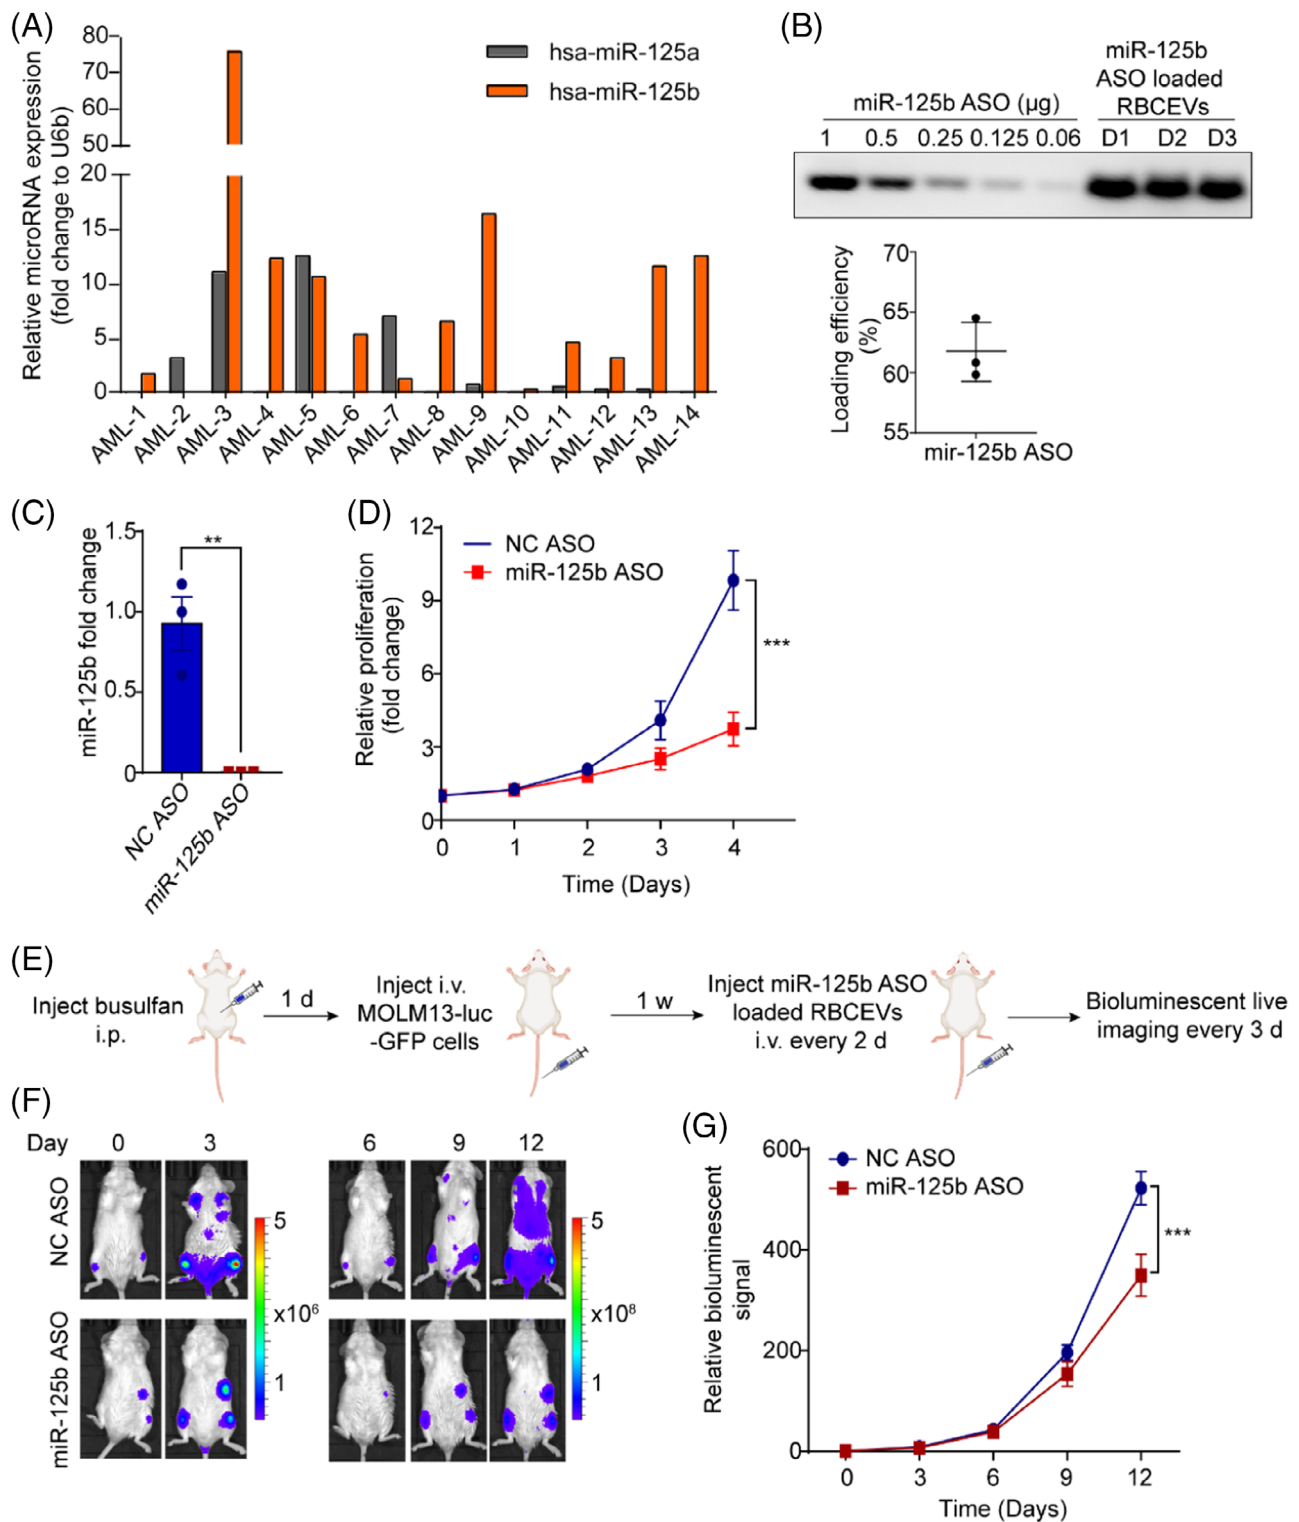 (A)
80
70
60
50
20
15
10
5
0
Relative microRNA expression
(fold change to U6b)
hsa-miR-125a
hsa-miR-125b
AML-1
AML-2
AML-3
AML-4
AML-5
AML-6
AML-7
AML-8
AML-9
AML-10
AML-11
AML-12
AML-13
AML-14
(B)
miR-125b
ASO loaded
RBCEVs
miR-125b ASO (µg)
1 0.5 0.25 0.125 0.06 D1 D2 D3
70
65
60
55
Loading efficiency
(%)
mir-125b ASO
(C)
1.5
1.0
0.5
0
miR-125b fold change
**
NC ASO
miR-125b ASO
(D)
12
9
6
3
0
Relative proliferation
(fold change)
NC ASO
miR-125b ASO
***
0 1 2 3 4
Time (Days)
(E)
Inject busulfan
i.p.
1 d
Inject i.v.
MOLM13-luc
-GFP cells
1 w
Inject miR-125b ASO
loaded RBCEVs
i.v. every 2 d
Bioluminescent live
imaging every 3 d
(F)
Day 0 3 6 9 12
NC ASO
miR-125b ASO
5
x10⁶
1
5
x10⁸
1
(G)
600
400
200
0
Relative bioluminescent
signal
NC ASO
miR-125b ASO
***
0 3 6 9 12
Time (Days)